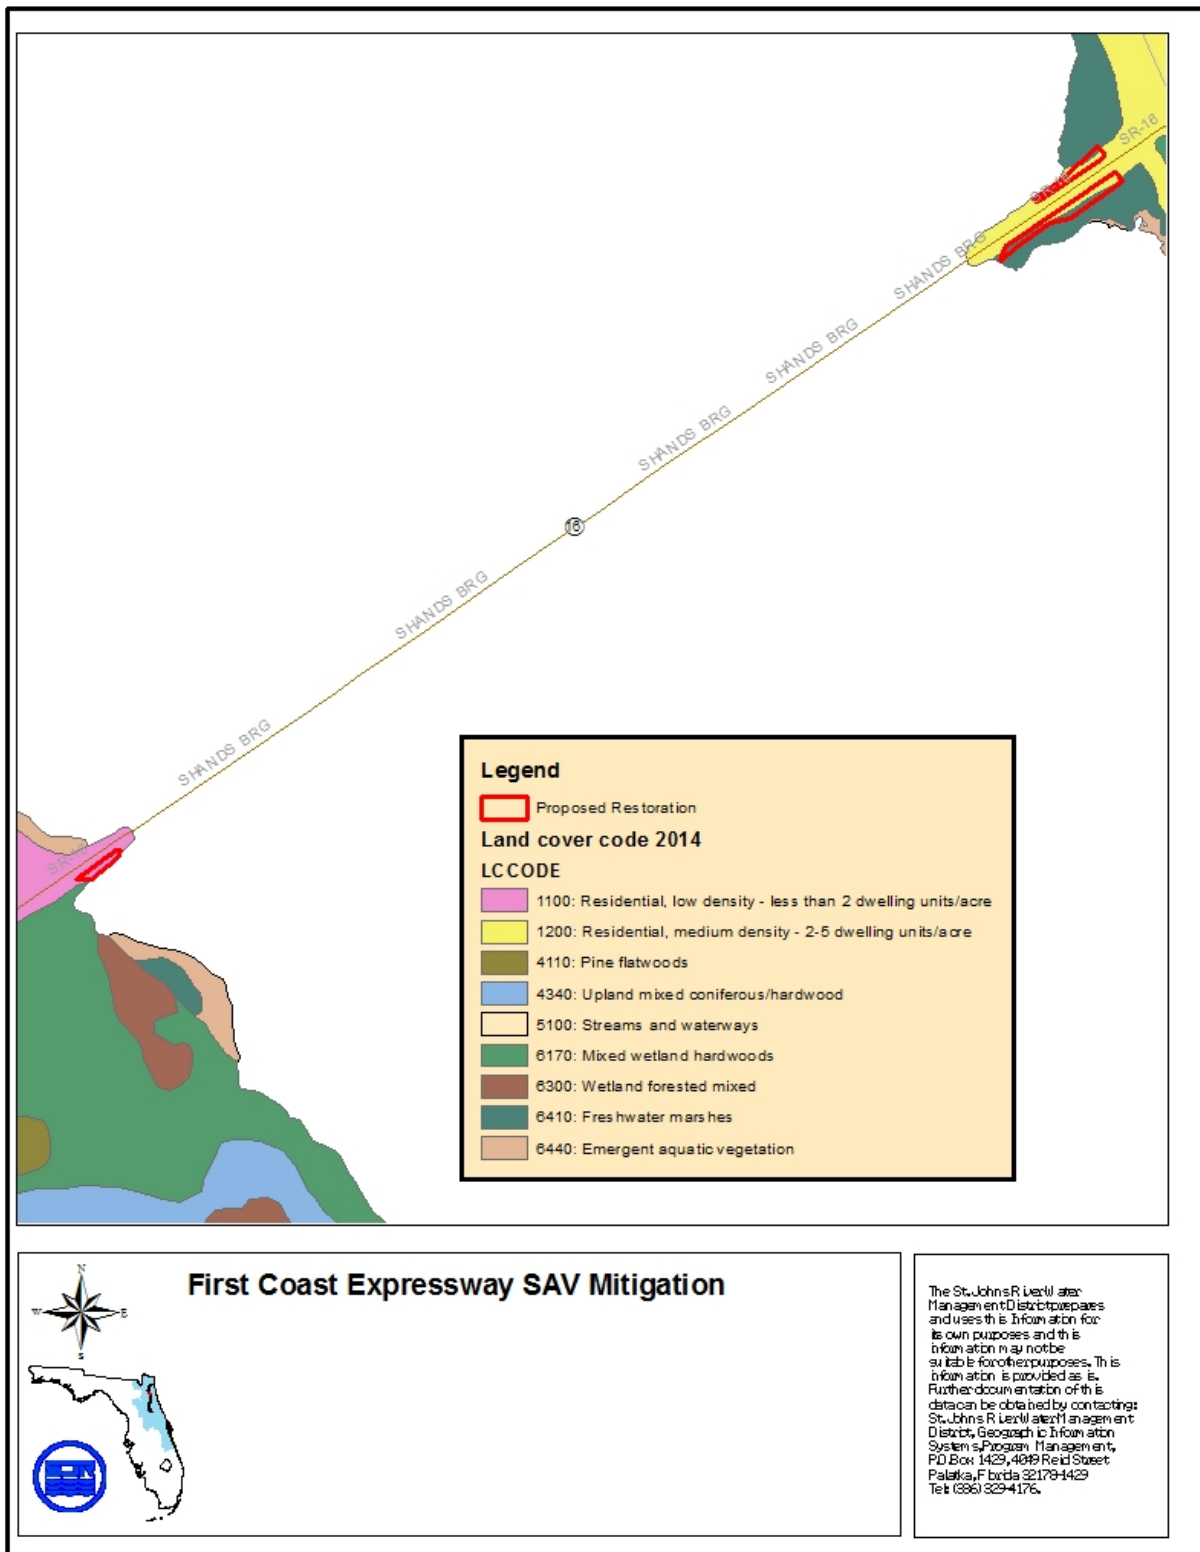 SR-16
SR-16
SHANDS BRG
SHANDS BRG
SHANDS BRG
SHANDS BRG
16
SHANDS BRG
SHANDS BRG
SR-16
Legend
Proposed Restoration
Land cover code 2014
LCCODE
1100: Residential, low density - less than 2 dwelling units/acre
1200: Residential, medium density - 2-5 dwelling units/acre
4110: Pine flatwoods
4340: Upland mixed coniferous/hardwood
5100: Streams and waterways
6170: Mixed wetland hardwoods
6300: Wetland forested mixed
6410: Freshwater marshes
6440: Emergent aquatic vegetation
N
W E
S
First Coast Expressway SAV Mitigation
The St. Johns River Water
Management District prepares
and uses this information for
its own purposes and this
information may not be
suitable for other purposes. This
information is provided as is.
Further documentation of this
data can be obtained by contacting:
St. Johns River Water Management
District, Geographic Information
Systems, Program Management,
P.O.Box 1429, 4049 Reid Street
Palatka, Florida 32178-1429
Tel: (386) 329-4176.